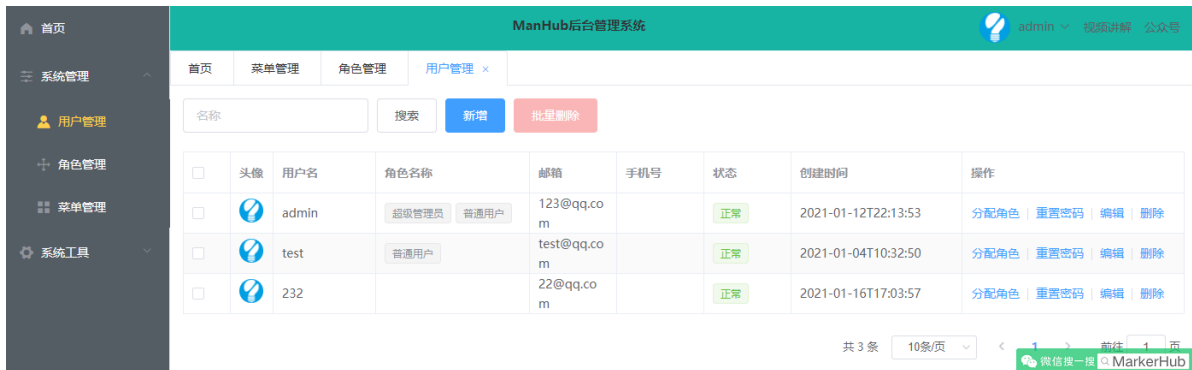 首页
系统管理
用户管理
角色管理
菜单管理
系统工具
ManHub后台管理系统
admin 视频讲解 公众号
首页 菜单管理 角色管理 用户管理 ×
名称 搜索 新增 批量删除
头像 用户名 角色名称 邮箱 手机号 状态 创建时间 操作
admin 超级管理员 普通用户 123@qq.co
m
正常 2021-01-12T22:13:53 分配角色 重置密码 编辑 删除
test 普通用户 test@qq.co
m
正常 2021-01-04T10:32:50 分配角色 重置密码 编辑 删除
232 22@qq.co
m
正常 2021-01-16T17:03:57 分配角色 重置密码 编辑 删除
共 3 条 10条/页 < 1 > 前往 1 页
微信搜一搜 MarkerHub